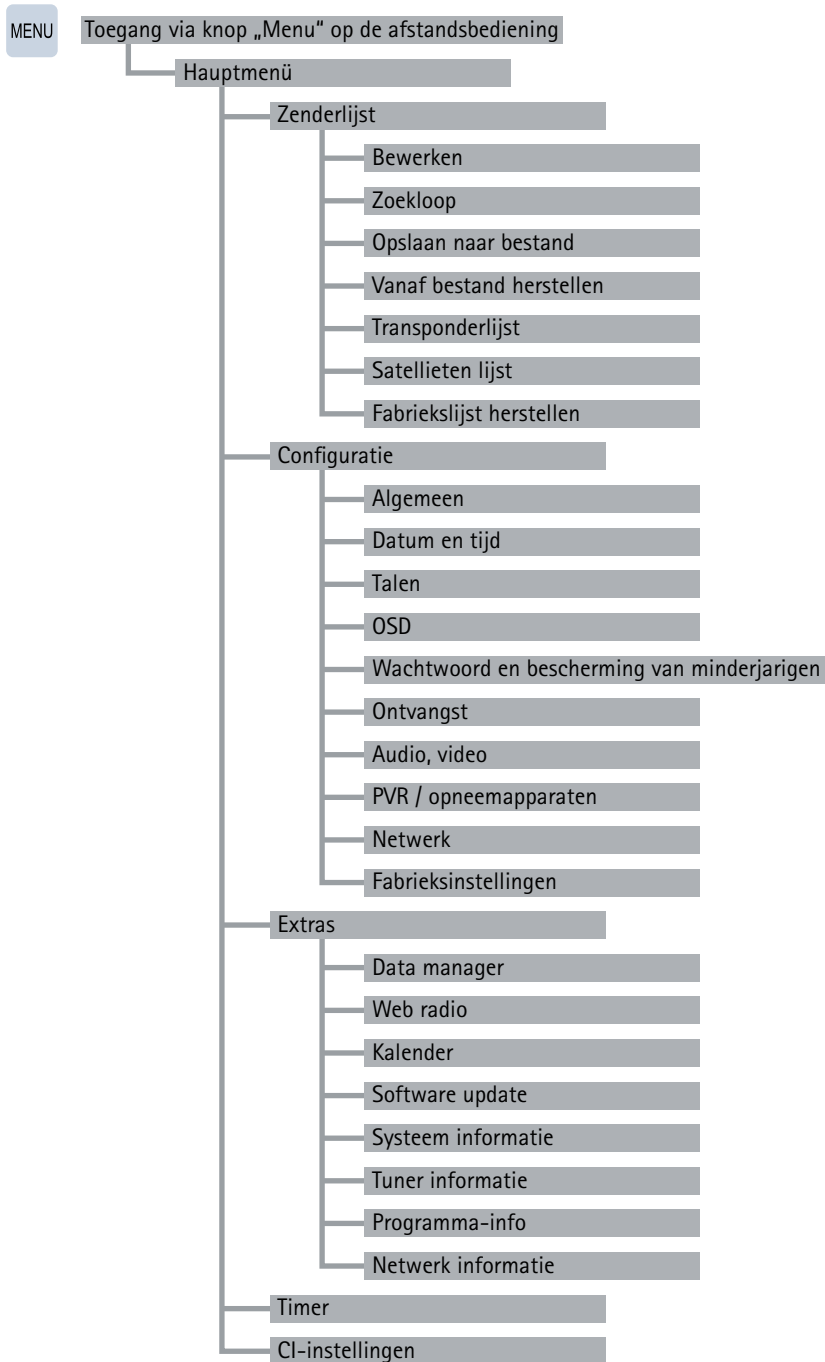 MENU
Toegang via knop „Menu“ op de afstandsbediening
Hauptmenü
Zenderlijst
Bewerken
Zoekloop
Opslaan naar bestand
Vanaf bestand herstellen
Transponderlijst
Satellieten lijst
Fabriekslijst herstellen
Configuratie
Algemeen
Datum en tijd
Talen
OSD
Wachtwoord en bescherming van minderjarigen
Ontvangst
Audio, video
PVR / opneemapparaten
Netwerk
Fabrieksinstellingen
Extras
Data manager
Web radio
Kalender
Software update
Systeem informatie
Tuner informatie
Programma-info
Netwerk informatie
Timer
CI-instellingen